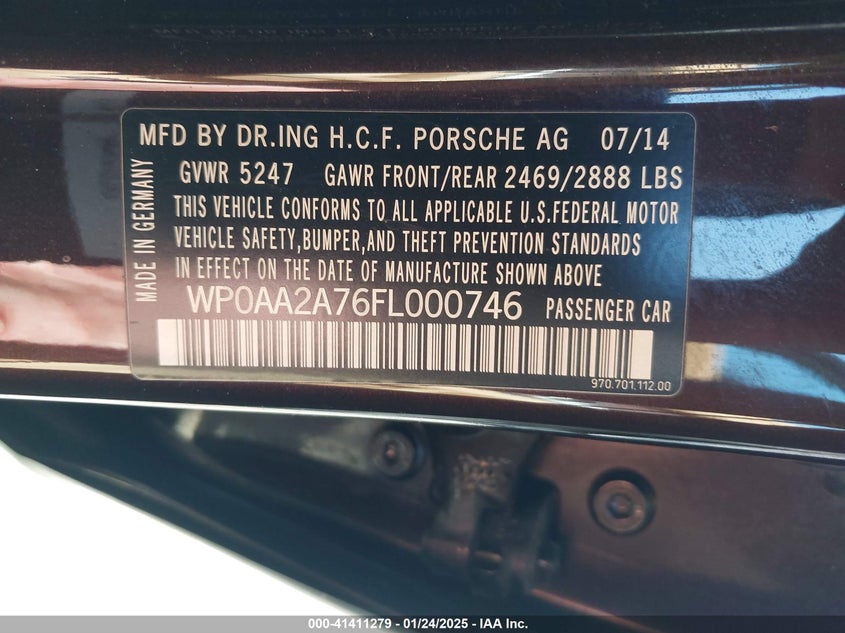 MFD BY DR.ING H.C.F. PORSCHE AG 07/14
GVWR 5247 GAWR FRONT/REAR 2469/2888 LBS
THIS VEHICLE CONFORMS TO ALL APPLICABLE U.S.FEDERAL MOTOR
VEHICLE SAFETY,BUMPER,AND THEFT PREVENTION STANDARDS
IN EFFECT ON THE DATE OF MANUFACTURE SHOWN ABOVE
WP0AA2A76FL000746 PASSENGER CAR
970.701.112.00
MADE IN GERMANY
000-41411279 - 01/24/2025 - IAA Inc.